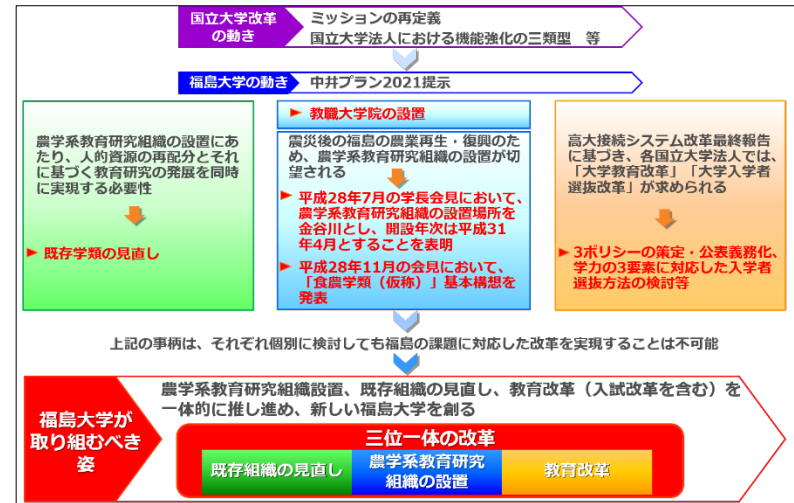 国立大学改革
の動き
ミッションの再定義
国立大学法人における機能強化の三類型　等
福島大学の動き
中井プラン2021提示
農学系教育研究組織の設置にあ
たり、人的資源の再配分とそれ
に基づく教育研究の発展を同時
に実現する必要性
既存学類の見直し
教職大学院の設置
震災後の福島の農業再生・復興のた
め、農学系教育研究組織の設置が切
望される
平成28年7月の学長会見において、
農学系教育研究組織の設置場所を
金谷川とし、開設年次は平成31
年4月とすることを表明
平成28年11月の会見において、
「食農学類（仮称）」基本構想を
発表
高大接続システム改革最終報告
に基づき、各国立大学法人では、
「大学教育改革」「大学入学者
選抜改革」が求められる
3ポリシーの策定・公表義務化、
学力の3要素に対応した入学者
選抜方法の検討等
上記の事柄は、それぞれ個別に検討しても福島の課題に対応した改革を実現することは不可能
福島大学が
取り組むべき
姿
農学系教育研究組織設置、既存組織の見直し、教育改革（入試改革を含む）を
一体的に推し進め、新しい福島大学を創る
三位一体の改革
既存組織の見直し
農学系教育研究
組織の設置
教育改革